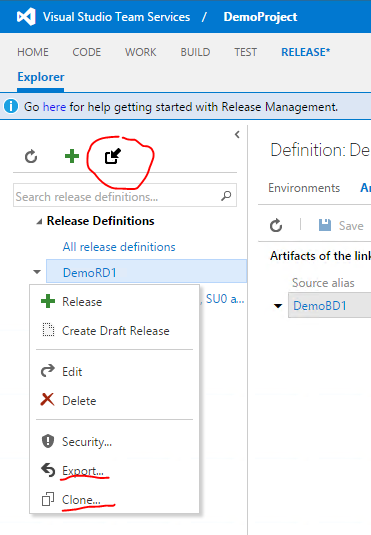 Visual Studio Team Services / DemoProject
HOME CODE WORK BUILD TEST RELEASE*
Explorer
Go here for help getting started with Release Management.
Definition: De
Search release definitions...
Environments Ar
Release Definitions
Save
All release definitions
Artifacts of the link
DemoRD1
Source alias
Release
, SU0 a...
DemoBD1
Create Draft Release
Edit
Delete
Security...
Export...
Clone...